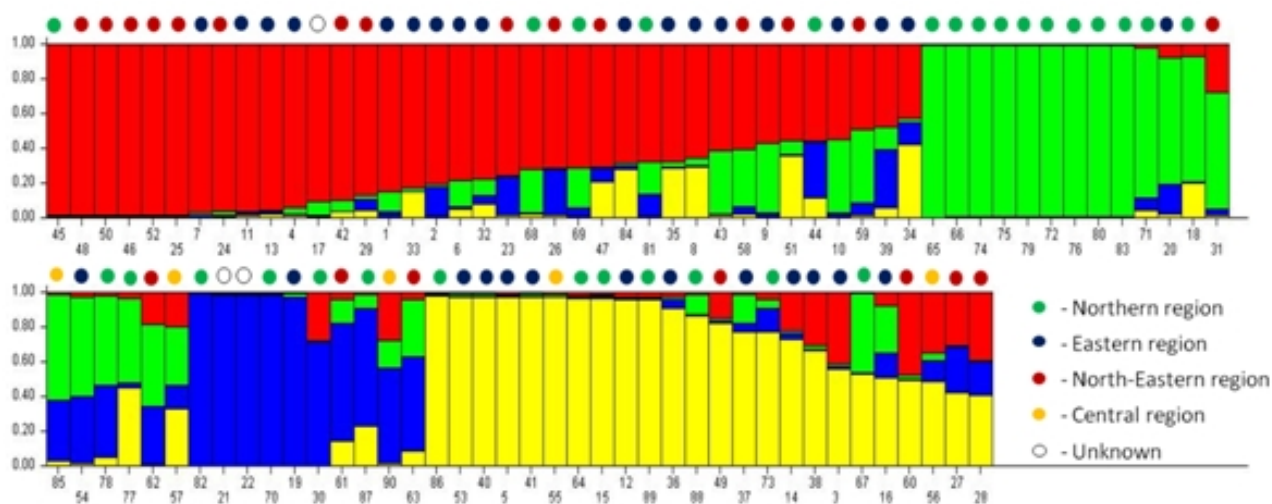 1.00
0.80
0.60
0.40
0.20
0.00
45 50 52 7 11 4 42 1 2 32 68 69 84 35 43 9 44 59 34 66 75 72 80 71 18
48 46 25 24 13 17 29 33 6 23 26 47 81 8 58 51 10 39 65 74 79 76 83 20 31
1.00
0.80
0.60
0.40
0.20
0.00
85 78 62 82 22 19 61 90 86 40 41 64 12 36 49 73 38 67 60 27
54 77 57 21 70 30 87 63 53 5 55 15 89 88 37 14 3 16 56 28
- Northern region
- Eastern region
- North-Eastern region
- Central region
- Unknown